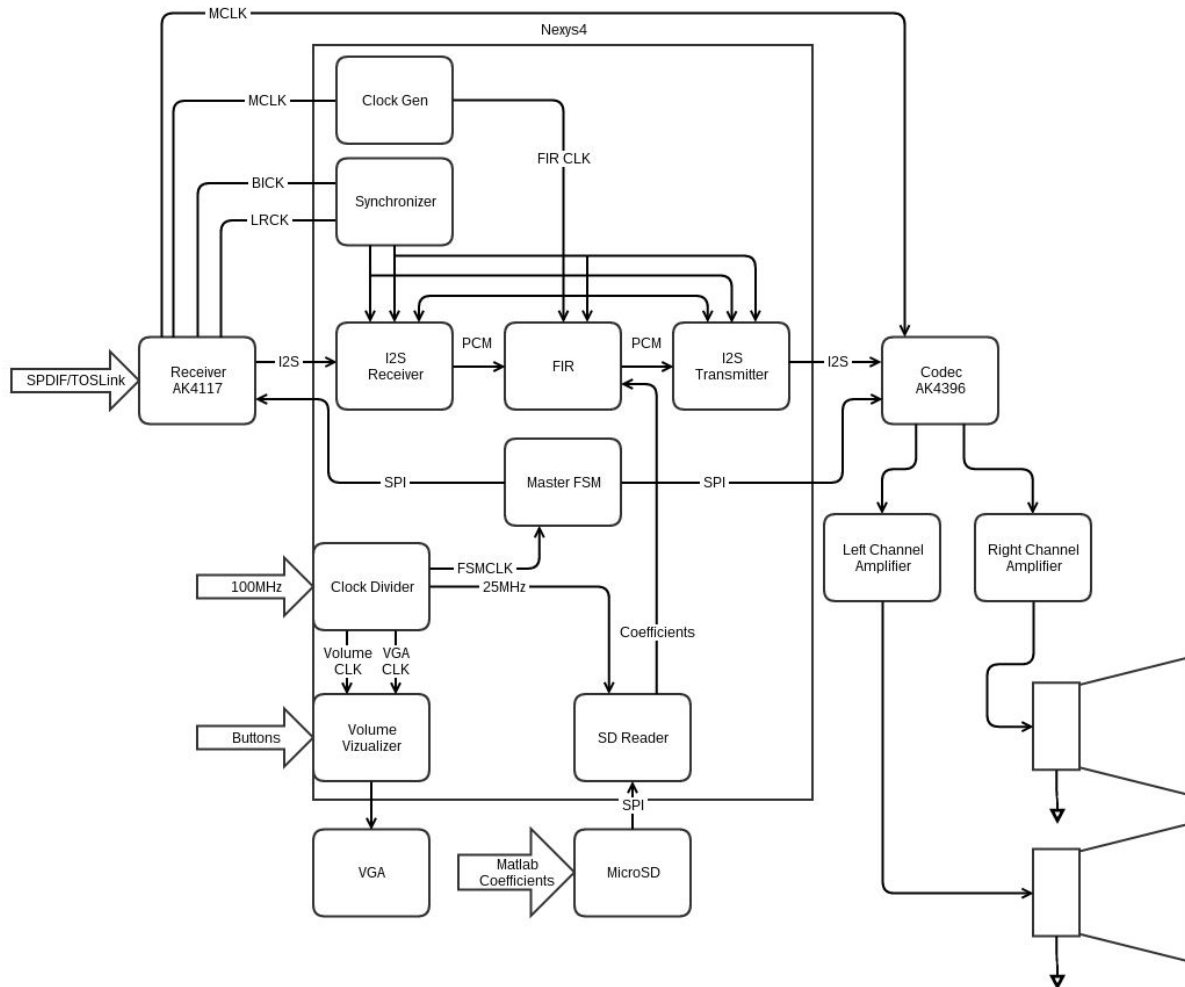 MCLK
Nexys4
Clock Gen
MCLK
FIR CLK
BICK
Synchronizer
LRCK
SPDIF/TOSLink
Receiver
AK4117
I2S
I2S
Receiver
PCM
FIR
PCM
I2S
Transmitter
I2S
Codec
AK4396
SPI
Master FSM
SPI
Left Channel
Amplifier
Right Channel
Amplifier
100MHz
Clock Divider
FSMCLK
25MHz
Volume
CLK
VGA
CLK
Coefficients
Buttons
Volume
Vizualizer
SD Reader
SPI
VGA
Matlab
Coefficients
MicroSD